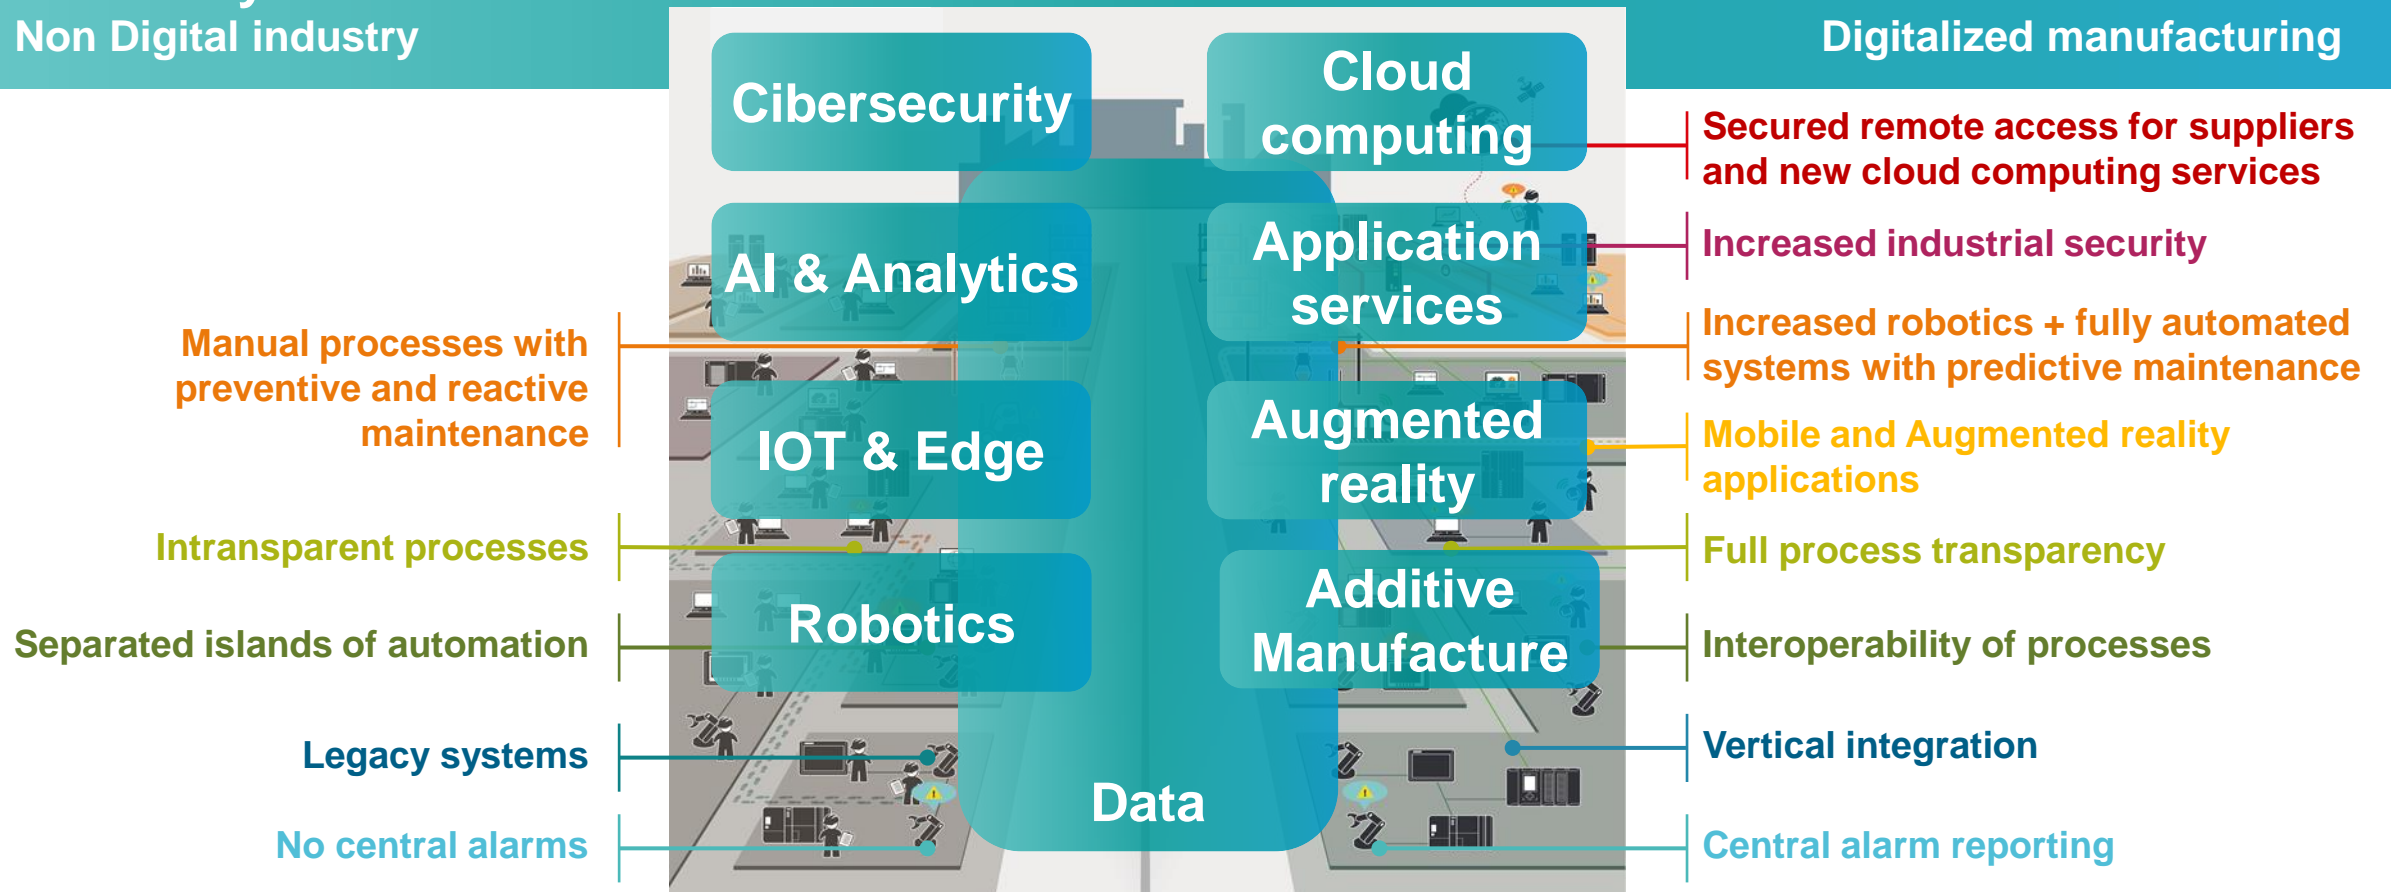 Non Digital industry
Digitalized manufacturing
Cibersecurity
Cloud
computing
AI & Analytics
Application
services
IOT & Edge
Augmented
reality
Robotics
Additive
Manufacture
Data
Manual processes with
preventive and reactive
maintenance
Intransparent processes
Separated islands of automation
Legacy systems
No central alarms
Secured remote access for suppliers
and new cloud computing services
Increased industrial security
Increased robotics + fully automated
systems with predictive maintenance
Mobile and Augmented reality
applications
Full process transparency
Interoperability of processes
Vertical integration
Central alarm reporting